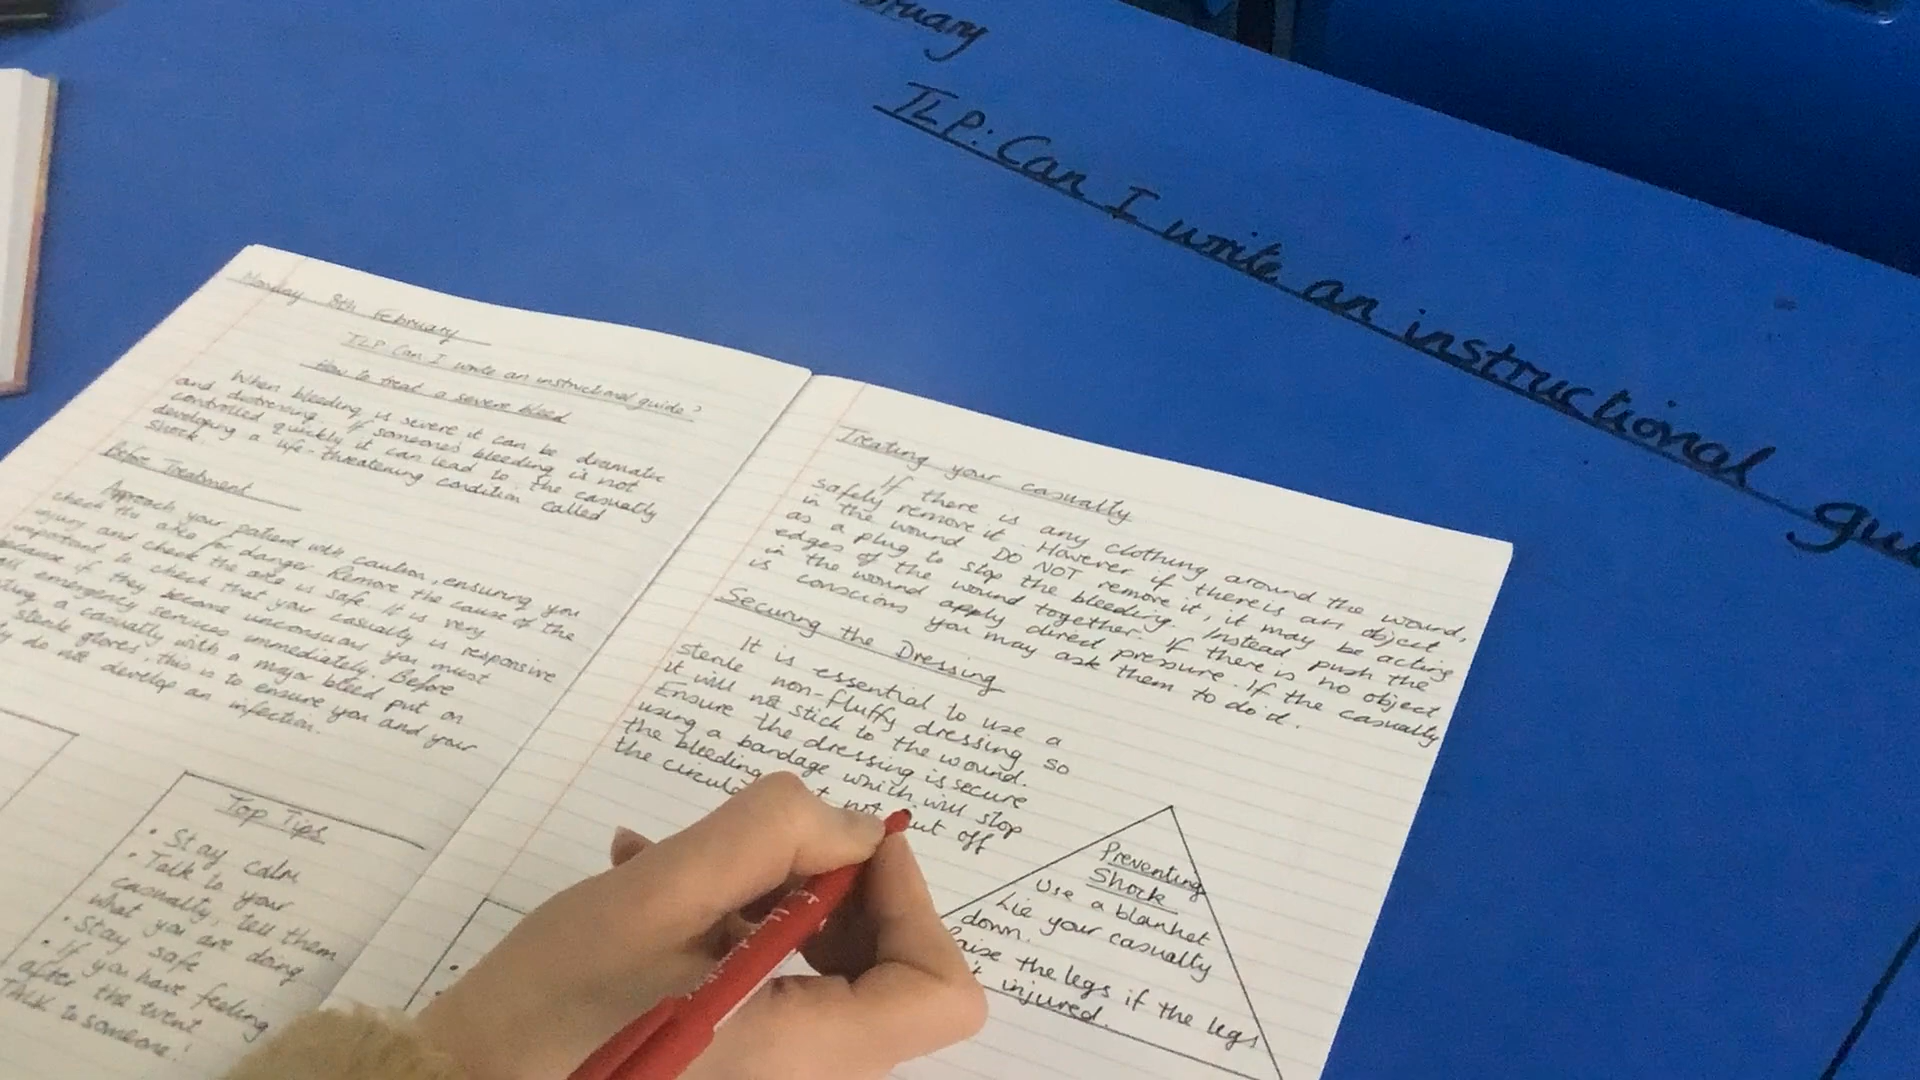 bruary
TLP: Can I write an instructional gui
Monday 8th February
TLP: Can I write an instructional guide?
How to treat a severe bleed
When bleeding is severe it can be dramatic
and distressing. If someone's bleeding is not
controlled quickly it can lead to the casualty
developing a life-threatening condition called
shock.
Before Treatment
Approach your patient with caution, ensuring you
check the area for danger. Remove the cause of the
injury and check the area is safe. It is very
important to check that your casualty is responsive
because if they become unconscious you must
emergency services immediately. Before
a casualty with a major bleed put on
sterile gloves, this is to ensure you and your
do not develop an infection.
Top Tips
• Stay calm
• Talk to your
casualty, tell them
what you are doing
• Stay safe
• If you have feeling
after the event
TALK to someone!
Treating your casualty
If there is any clothing around the wound,
safely remove it. However if there is an object
in the wound DO NOT remove it, it may be acting
as a plug to stop the bleeding. Instead push the
edges of the wound together. If there is no object
in the wound apply direct pressure. If the casualty
is conscious you may ask them to do it.
Securing the Dressing
It is essential to use a
sterile non-fluffy dressing so
it will not stick to the wound.
Ensure the dressing is secure
using a bandage which will stop
the bleeding but not cut off
the circul
Preventing
Shock
Use a blanket
Lie your casualty
down.
Raise the legs if the legs
injured.